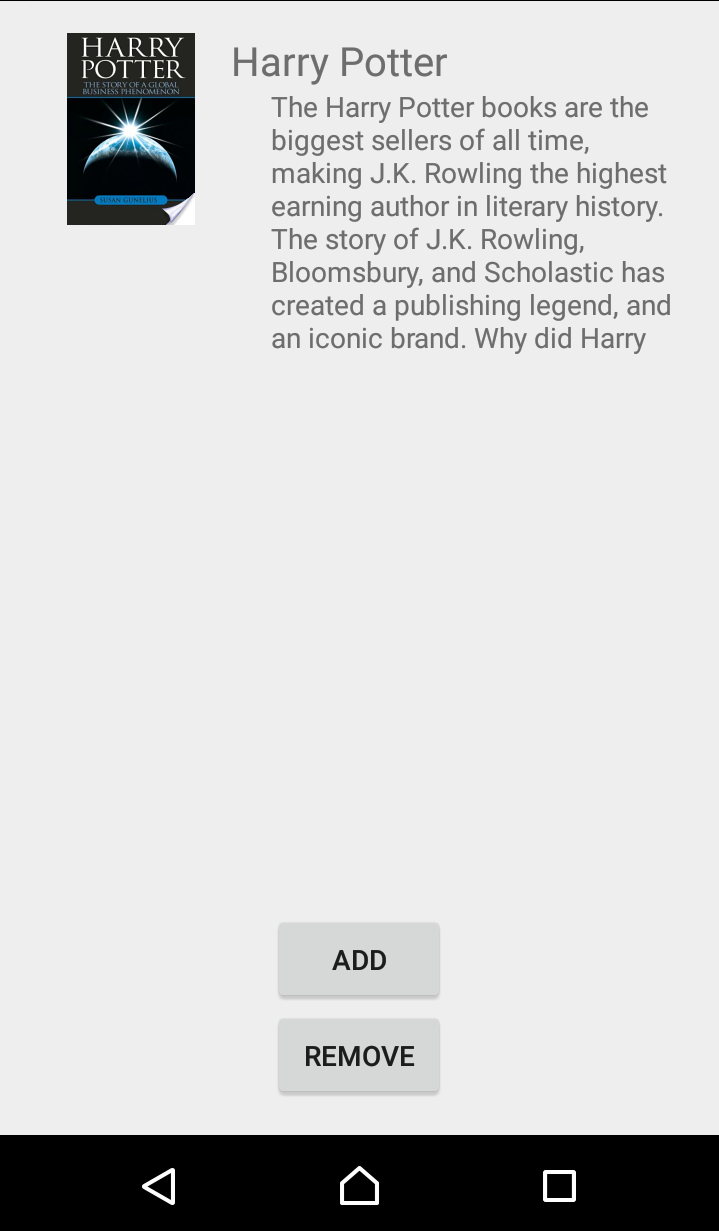 HARRY
POTTER
THE STORY OF A GLOBAL
BUSINESS PHENOMENON
SUSAN GUNELIUS
Harry Potter
The Harry Potter books are the
biggest sellers of all time,
making J.K. Rowling the highest
earning author in literary history.
The story of J.K. Rowling,
Bloomsbury, and Scholastic has
created a publishing legend, and
an iconic brand. Why did Harry
ADD
REMOVE